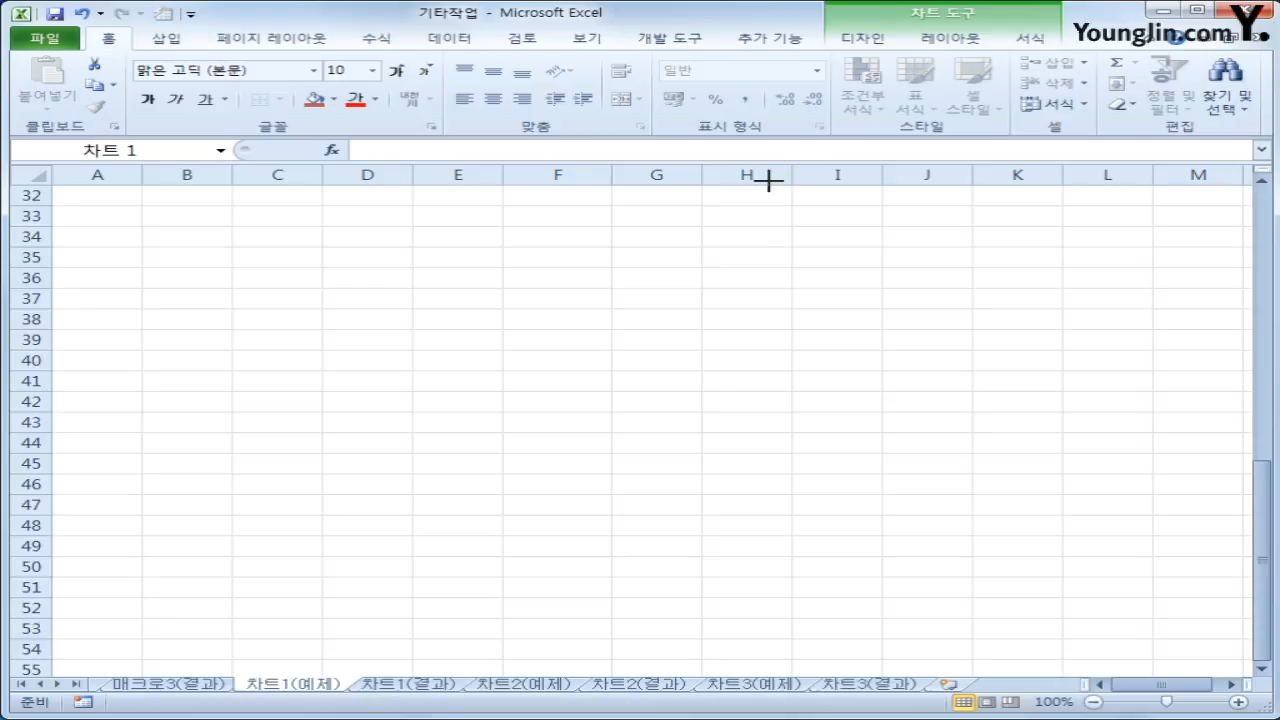 기타작업 - Microsoft Excel
차트 도구
Younglin.com Y.
파일 홈 삽입 페이지 레이아웃 수식 데이터 검토 보기 개발 도구 추가 기능 디자인 레이아웃 서식
붙여넣기
클립보드
맑은 고딕 (본문) 10 가 가
가 가 가 가 내천
글꼴
맞춤
일반
% ,
표시 형식
조건부 서식
표 서식
셀 스타일
스타일
삽입
삭제
서식
셀
Σ
정렬 및 필터
찾기 및 선택
편집
차트 1 fx
A B C D E F G H I J K L M
32
33
34
35
36
37
38
39
40
41
42
43
44
45
46
47
48
49
50
51
52
53
54
55
매크로3(결과) 차트1(예제) 차트1(결과) 차트2(예제) 차트2(결과) 차트3(예제) 차트3(결과)
준비 100%